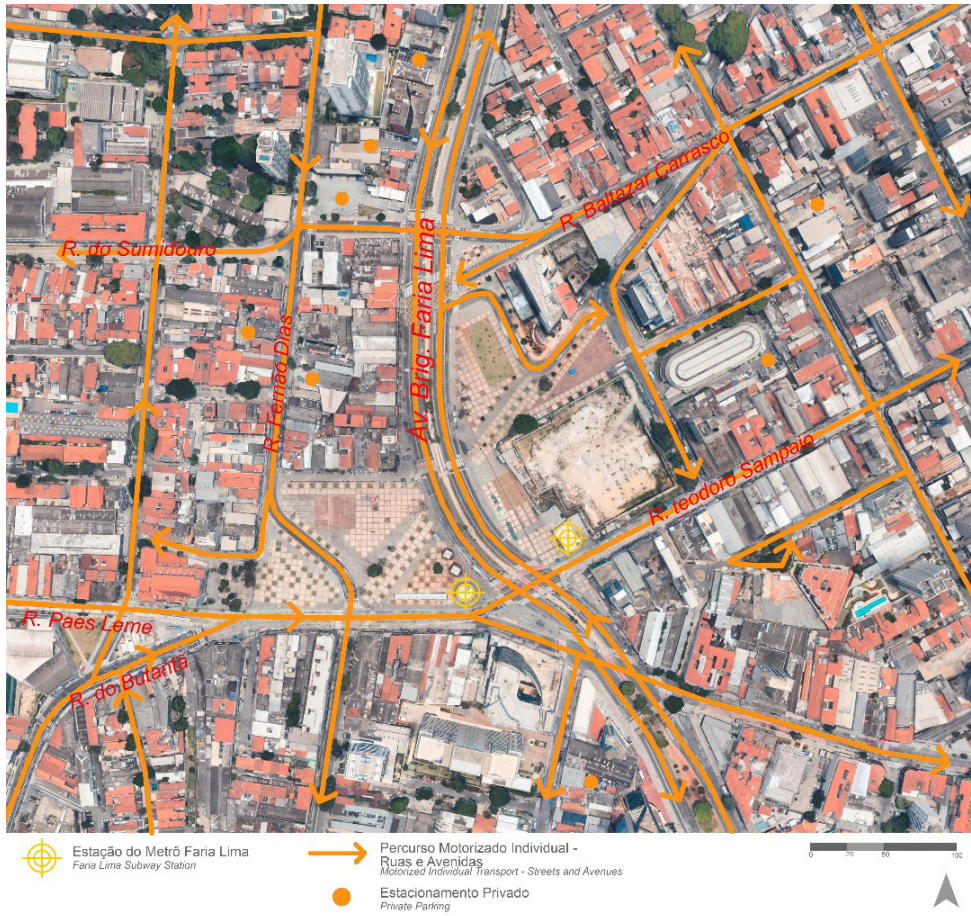 R. Baltazar Carrasco
R. do Sumidouro
Av. Brig. Faria Lima
R. Fernão Dias
R. teodoro Sampaio
R. Paes Leme
R. do Butantã
Estação do Metrô Faria Lima
Faria Lima Subway Station
Percurso Motorizado Individual -
Ruas e Avenidas
Motorized Individual Transport - Streets and Avenues
Estacionamento Privado
Private Parking
0 25 50 100